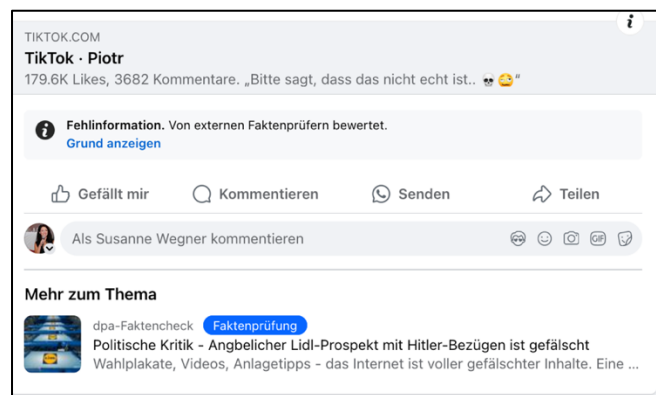 TIKTOK.COM
TikTok · Piotr
179.6K Likes, 3682 Kommentare. „Bitte sagt, dass das nicht echt ist.. 💀🫠“
Fehlinformation. Von externen Faktenprüfern bewertet.
Grund anzeigen
Gefällt mir Kommentieren Senden Teilen
Als Susanne Wegner kommentieren GIF
Mehr zum Thema
dpa-Faktencheck Faktenprüfung
Politische Kritik - Angbelicher Lidl-Prospekt mit Hitler-Bezügen ist gefälscht
Wahlplakate, Videos, Anlagetipps - das Internet ist voller gefälschter Inhalte. Eine ...